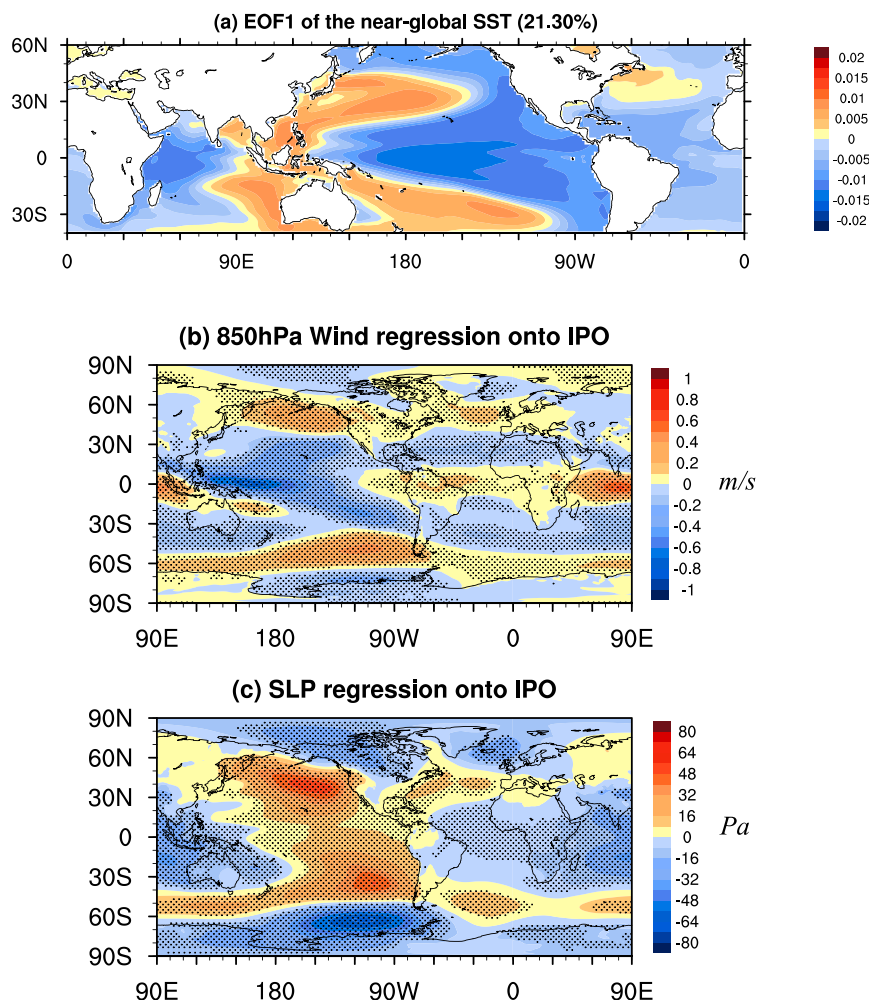 (a) EOF1 of the near-global SST (21.30%)
60N
30N
0
30S
0 90E 180 90W 0
0.02
0.015
0.01
0.005
0
-0.005
-0.01
-0.015
-0.02
(b) 850hPa Wind regression onto IPO
90N
60N
30N
0
30S
60S
90S
90E 180 90W 0 90E
1
0.8
0.6
0.4
0.2
0
-0.2
-0.4
-0.6
-0.8
-1
m/s
(c) SLP regression onto IPO
90N
60N
30N
0
30S
60S
90S
90E 180 90W 0 90E
80
64
48
32
16
0
-16
-32
-48
-64
-80
Pa